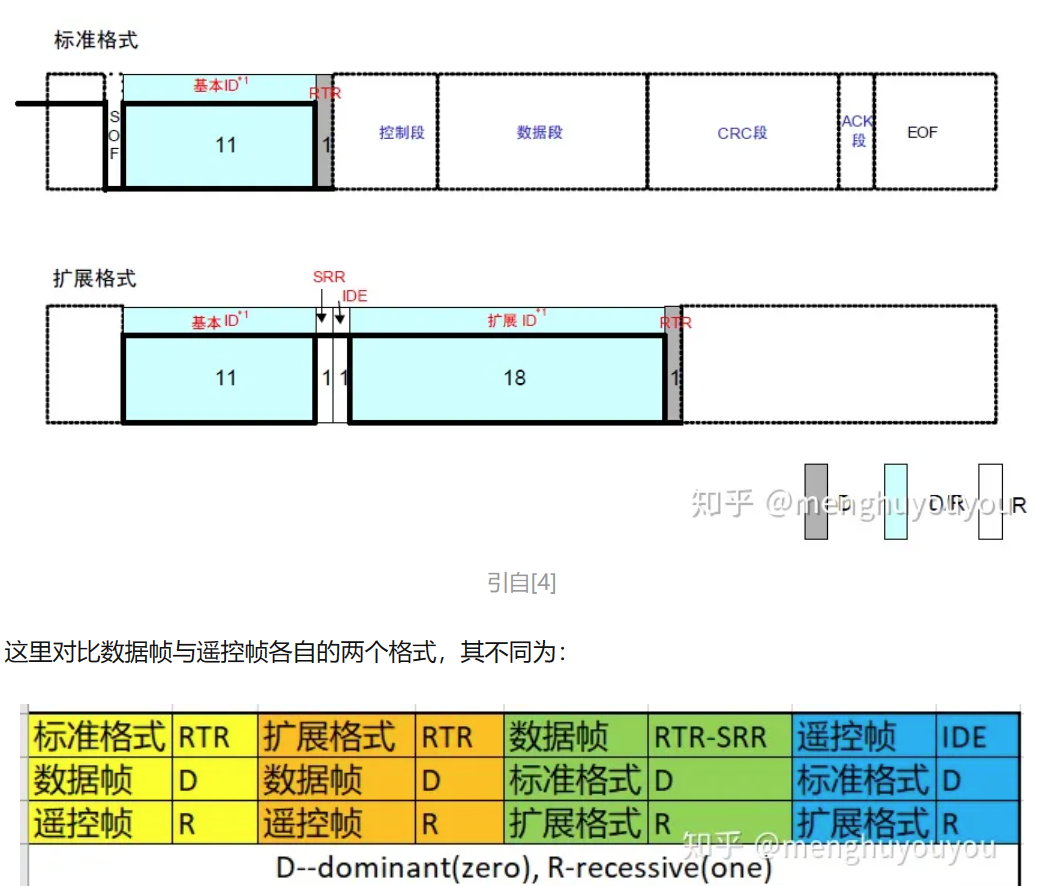 标准格式
基本ID*1
RTR
SOF
11
1
控制段
数据段
CRC段
ACK段
EOF
扩展格式
SRR
IDE
基本ID*1
扩展 ID*1
RTR
11
1
1
18
1
D
D/R
R
知乎 @menghuyouyou
引自[4]
这里对比数据帧与遥控帧各自的两个格式，其不同为：
标准格式 RTR 扩展格式 RTR 数据帧 RTR-SRR 遥控帧 IDE
数据帧 D 数据帧 D 标准格式 D 标准格式 D
遥控帧 R 遥控帧 R 扩展格式 R 扩展格式 R
知乎 @menghuyouyou
D--dominant(zero), R-recessive(one)